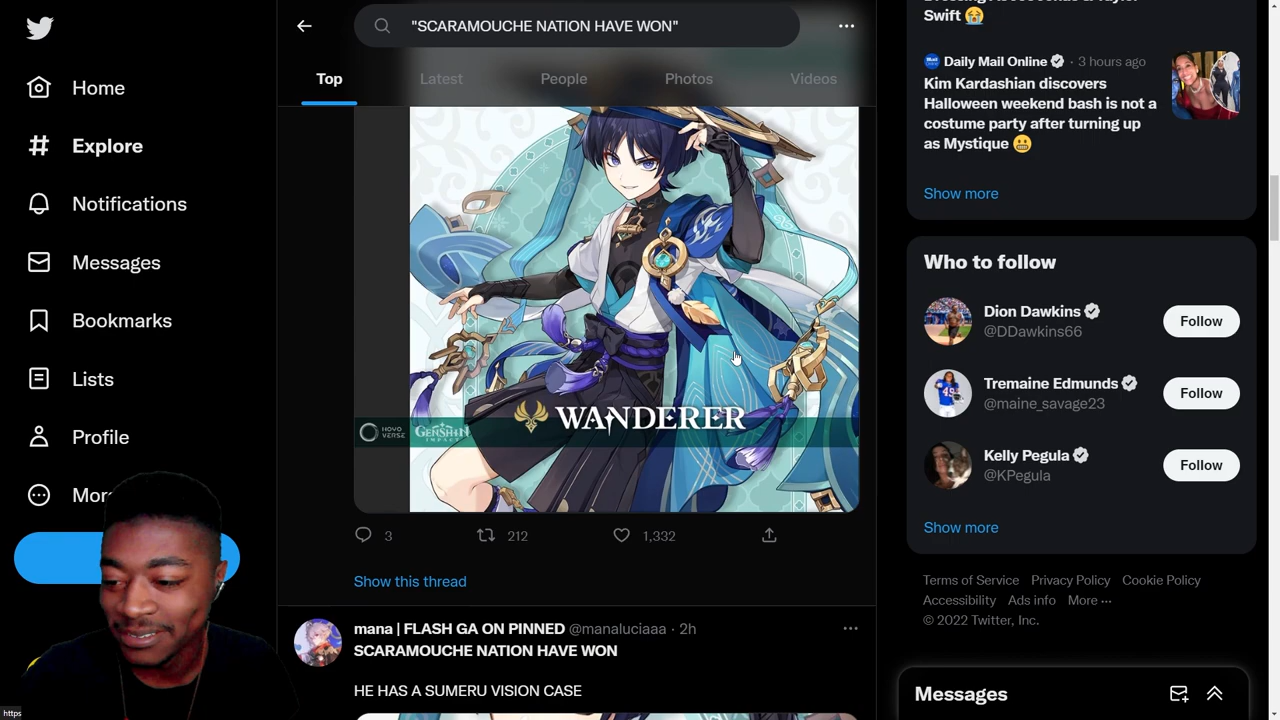 "SCARAMOUCHE NATION HAVE WON"
Top
Latest
People
Photos
Videos
Home
Explore
Notifications
Messages
Bookmarks
Lists
Profile
Mor
HOYO
VERSE
GENSHIN
IMPACT
WANDERER
3
212
1,332
Show this thread
mana | FLASH GA ON PINNED @manaluciaaa · 2h
SCARAMOUCHE NATION HAVE WON
HE HAS A SUMERU VISION CASE
Swift 😭
Daily Mail Online · 3 hours ago
Kim Kardashian discovers
Halloween weekend bash is not a
costume party after turning up
as Mystique 😬
Show more
Who to follow
Dion Dawkins
@DDawkins66
Follow
Tremaine Edmunds
@maine_savage23
Follow
Kelly Pegula
@KPegula
Follow
Show more
Terms of Service Privacy Policy Cookie Policy
Accessibility Ads info More ···
© 2022 Twitter, Inc.
Messages
https